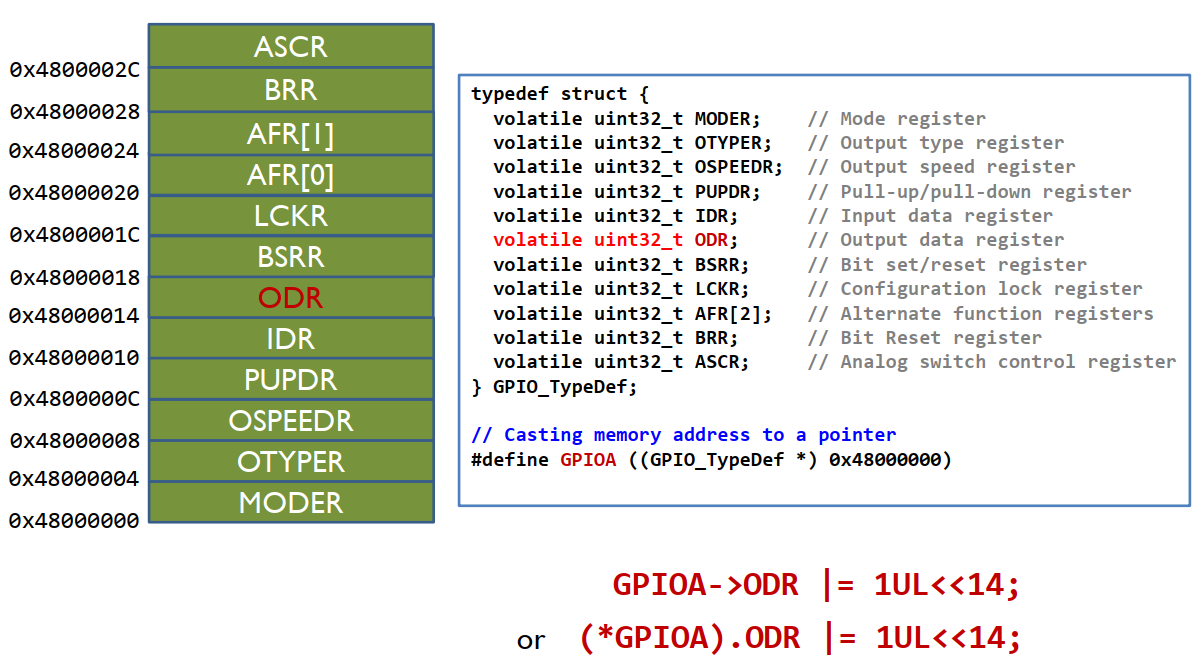 ASCR
0x4800002C
BRR
0x48000028
AFR[1]
0x48000024
AFR[0]
0x48000020
LCKR
0x4800001C
BSRR
0x48000018
ODR
0x48000014
IDR
0x48000010
PUPDR
0x4800000C
OSPEEDR
0x48000008
OTYPER
0x48000004
MODER
0x48000000
typedef struct {
volatile uint32_t MODER; // Mode register
volatile uint32_t OTYPER; // Output type register
volatile uint32_t OSPEEDR; // Output speed register
volatile uint32_t PUPDR; // Pull-up/pull-down register
volatile uint32_t IDR; // Input data register
volatile uint32_t ODR; // Output data register
volatile uint32_t BSRR; // Bit set/reset register
volatile uint32_t LCKR; // Configuration lock register
volatile uint32_t AFR[2]; // Alternate function registers
volatile uint32_t BRR; // Bit Reset register
volatile uint32_t ASCR; // Analog switch control register
} GPIO_TypeDef;
// Casting memory address to a pointer
#define GPIOA ((GPIO_TypeDef *) 0x48000000)
GPIOA->ODR |= 1UL<<14;
or (*GPIOA).ODR |= 1UL<<14;